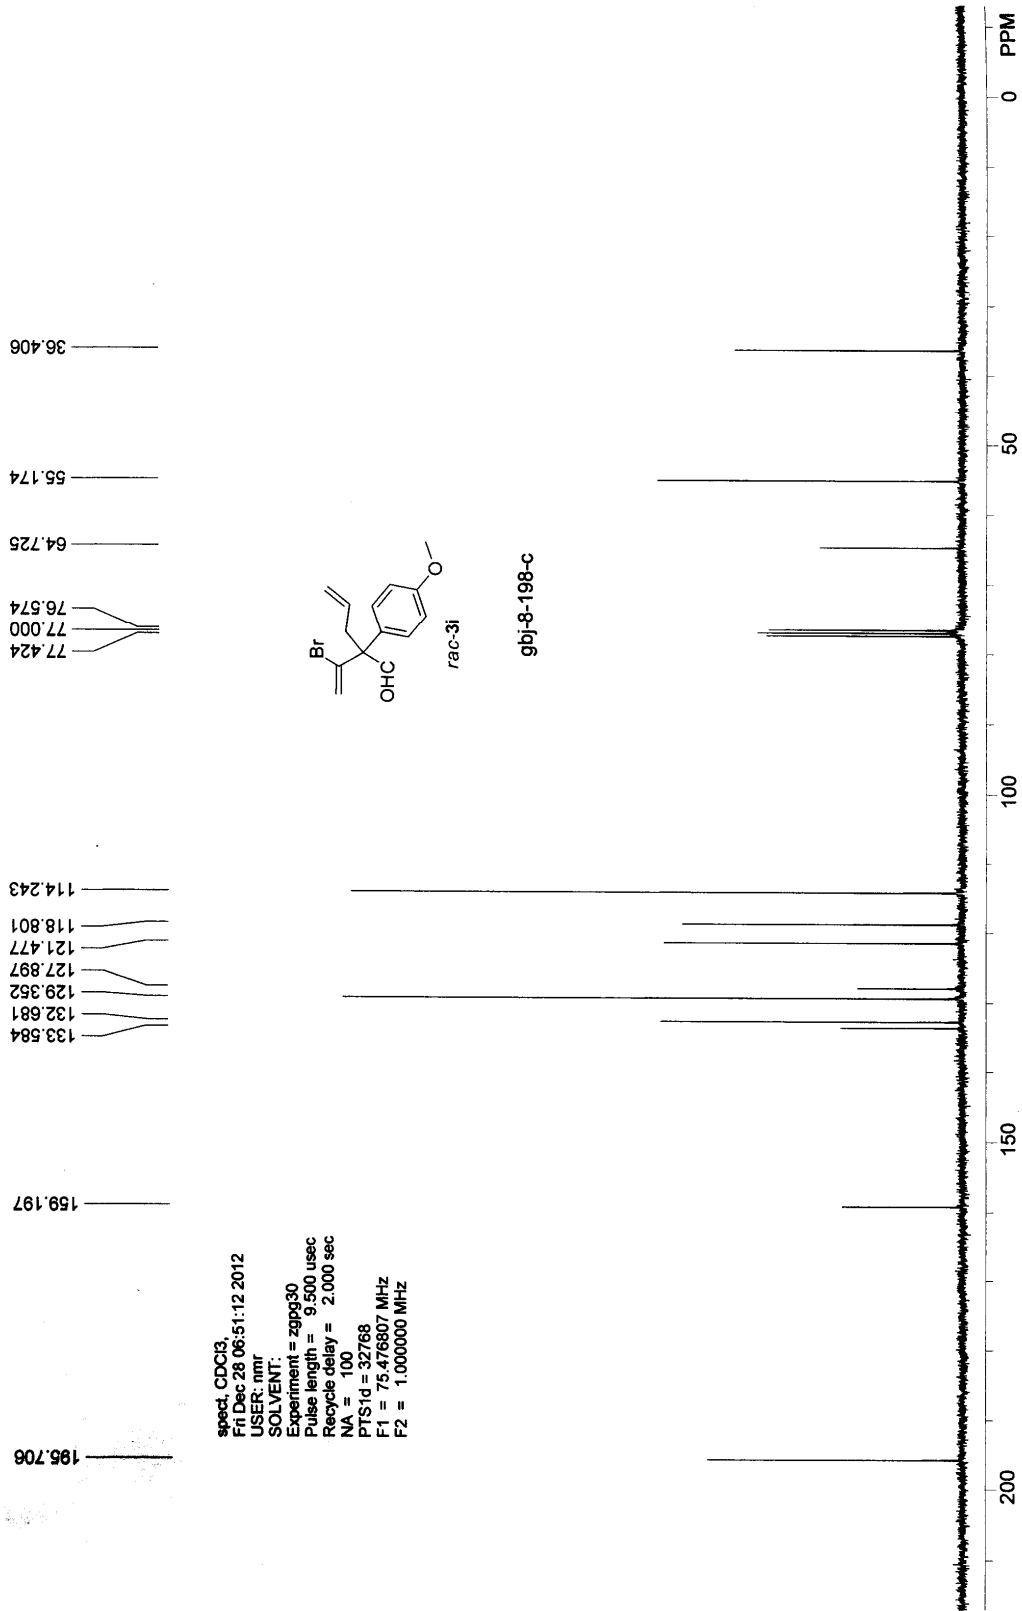 36.406
55.174
64.725
76.574
77.000
77.424
114.243
118.801
121.477
127.897
129.352
132.681
133.584
159.197
195.706
Br
OHC
O
rac-3i
gbj-8-198-c
spect, CDCl3,
Fri Dec 28 06:51:12 2012
USER: nmr
SOLVENT:
Experiment = zgpg30
Pulse length = 9.500 usec
Recycle delay = 2.000 sec
NA = 100
PTS1d = 32768
F1 = 75.476807 MHz
F2 = 1.000000 MHz
200
150
100
50
0
PPM